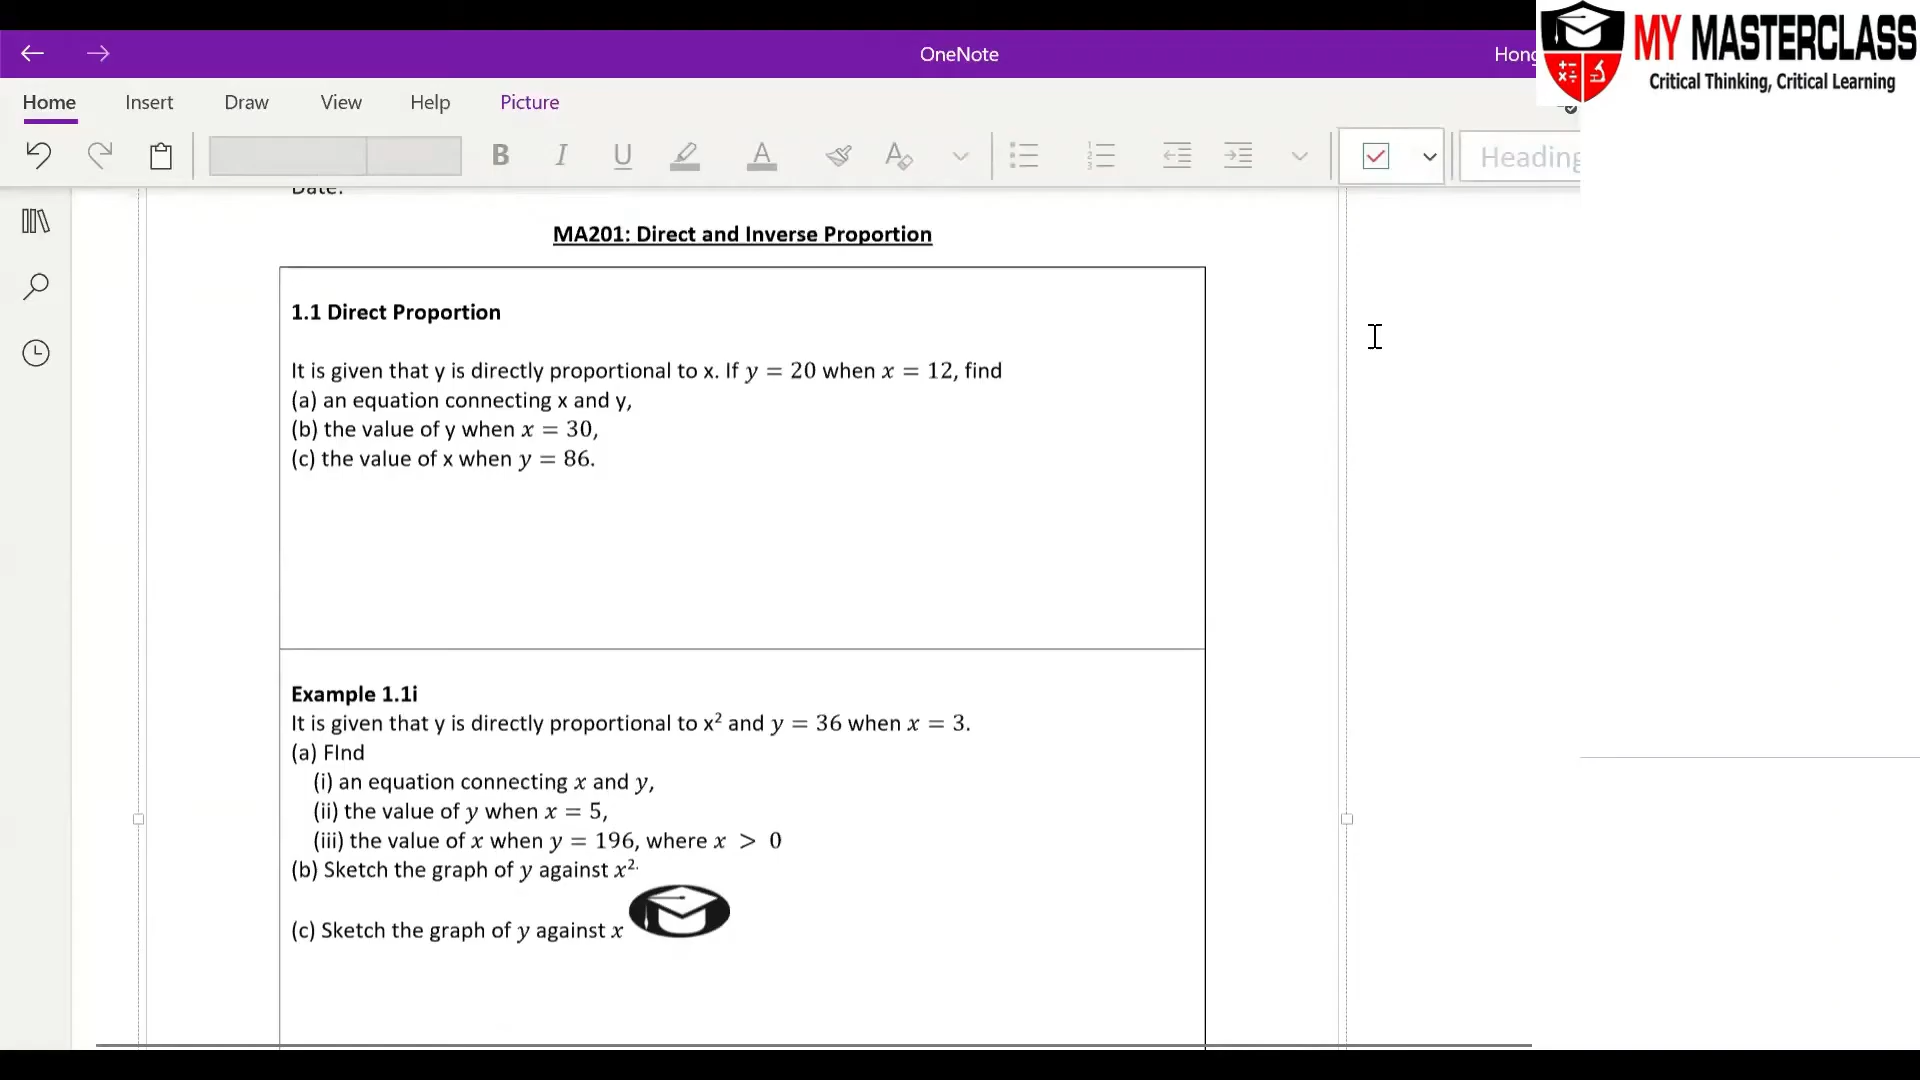 OneNote
Hong
MY MASTERCLASS
Critical Thinking, Critical Learning
Home Insert Draw View Help Picture
B I U A A Heading
Date:
MA201: Direct and Inverse Proportion
1.1 Direct Proportion
It is given that y is directly proportional to x. If y = 20 when x = 12, find
(a) an equation connecting x and y,
(b) the value of y when x = 30,
(c) the value of x when y = 86.
Example 1.1i
It is given that y is directly proportional to x² and y = 36 when x = 3.
(a) FInd
(i) an equation connecting x and y,
(ii) the value of y when x = 5,
(iii) the value of x when y = 196, where x > 0
(b) Sketch the graph of y against x².
(c) Sketch the graph of y against x